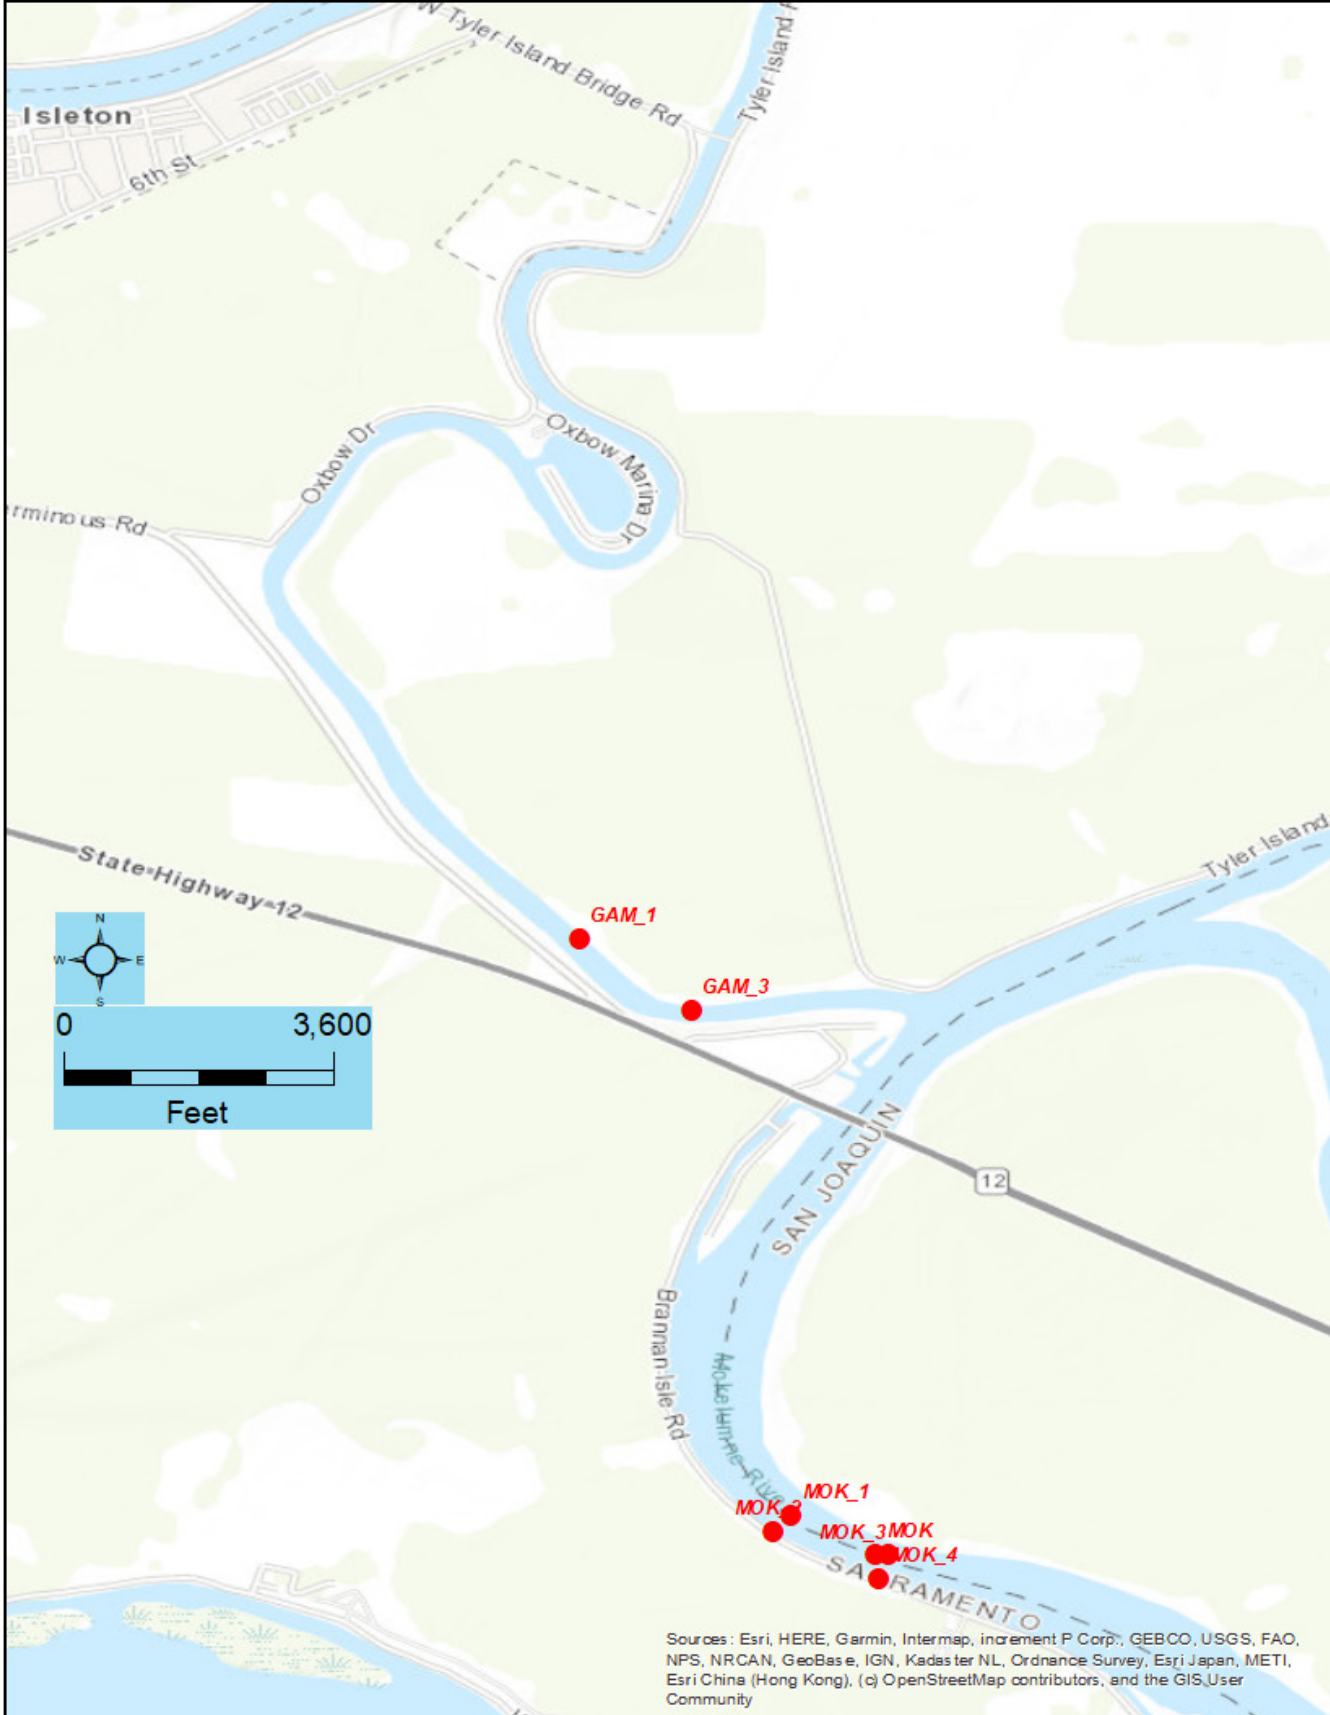 W-Tyler-Island-Bridge-Rd
Tyler-Island-R
Isleton
6th St
Oxbow Dr
Oxbow-Marina-Dr
rminous-Rd
Tyler-Island
State-Highway-12
GAM_1
GAM_3
N
W E
S
0 3,600
Feet
SAN JOAQUIN
12
Brannan-Isle-Rd
Mokelumne River
MOK_1
MOK_2
MOK_3 MOK
MOK_4
SACRAMENTO
Sources: Esri, HERE, Garmin, Intermap, increment P Corp., GEBCO, USGS, FAO,
NPS, NRCAN, GeoBase, IGN, Kadaster NL, Ordnance Survey, Esri Japan, METI,
Esri China (Hong Kong), (c) OpenStreetMap contributors, and the GIS User
Community